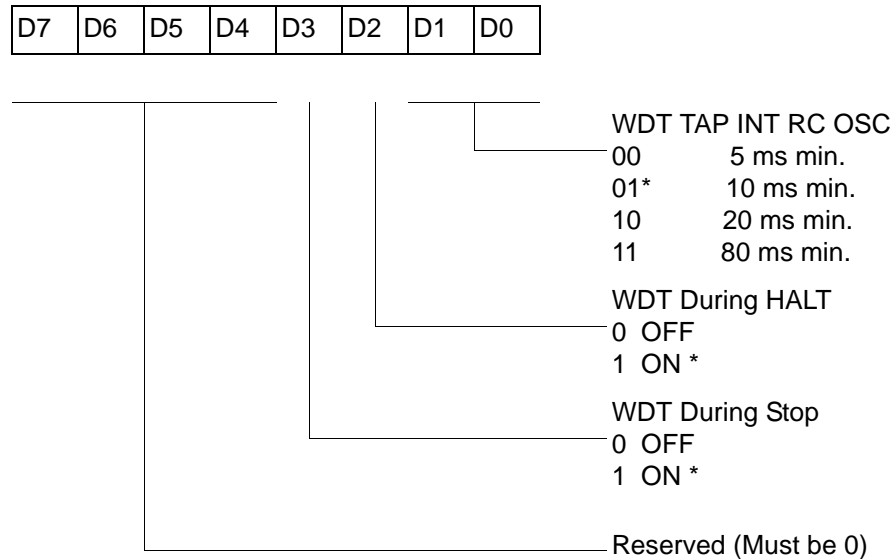 D7 D6 D5 D4 D3 D2 D1 D0
WDT TAP INT RC OSC
00 5 ms min.
01* 10 ms min.
10 20 ms min.
11 80 ms min.
WDT During HALT
0 OFF
1 ON *
WDT During Stop
0 OFF
1 ON *
Reserved (Must be 0)